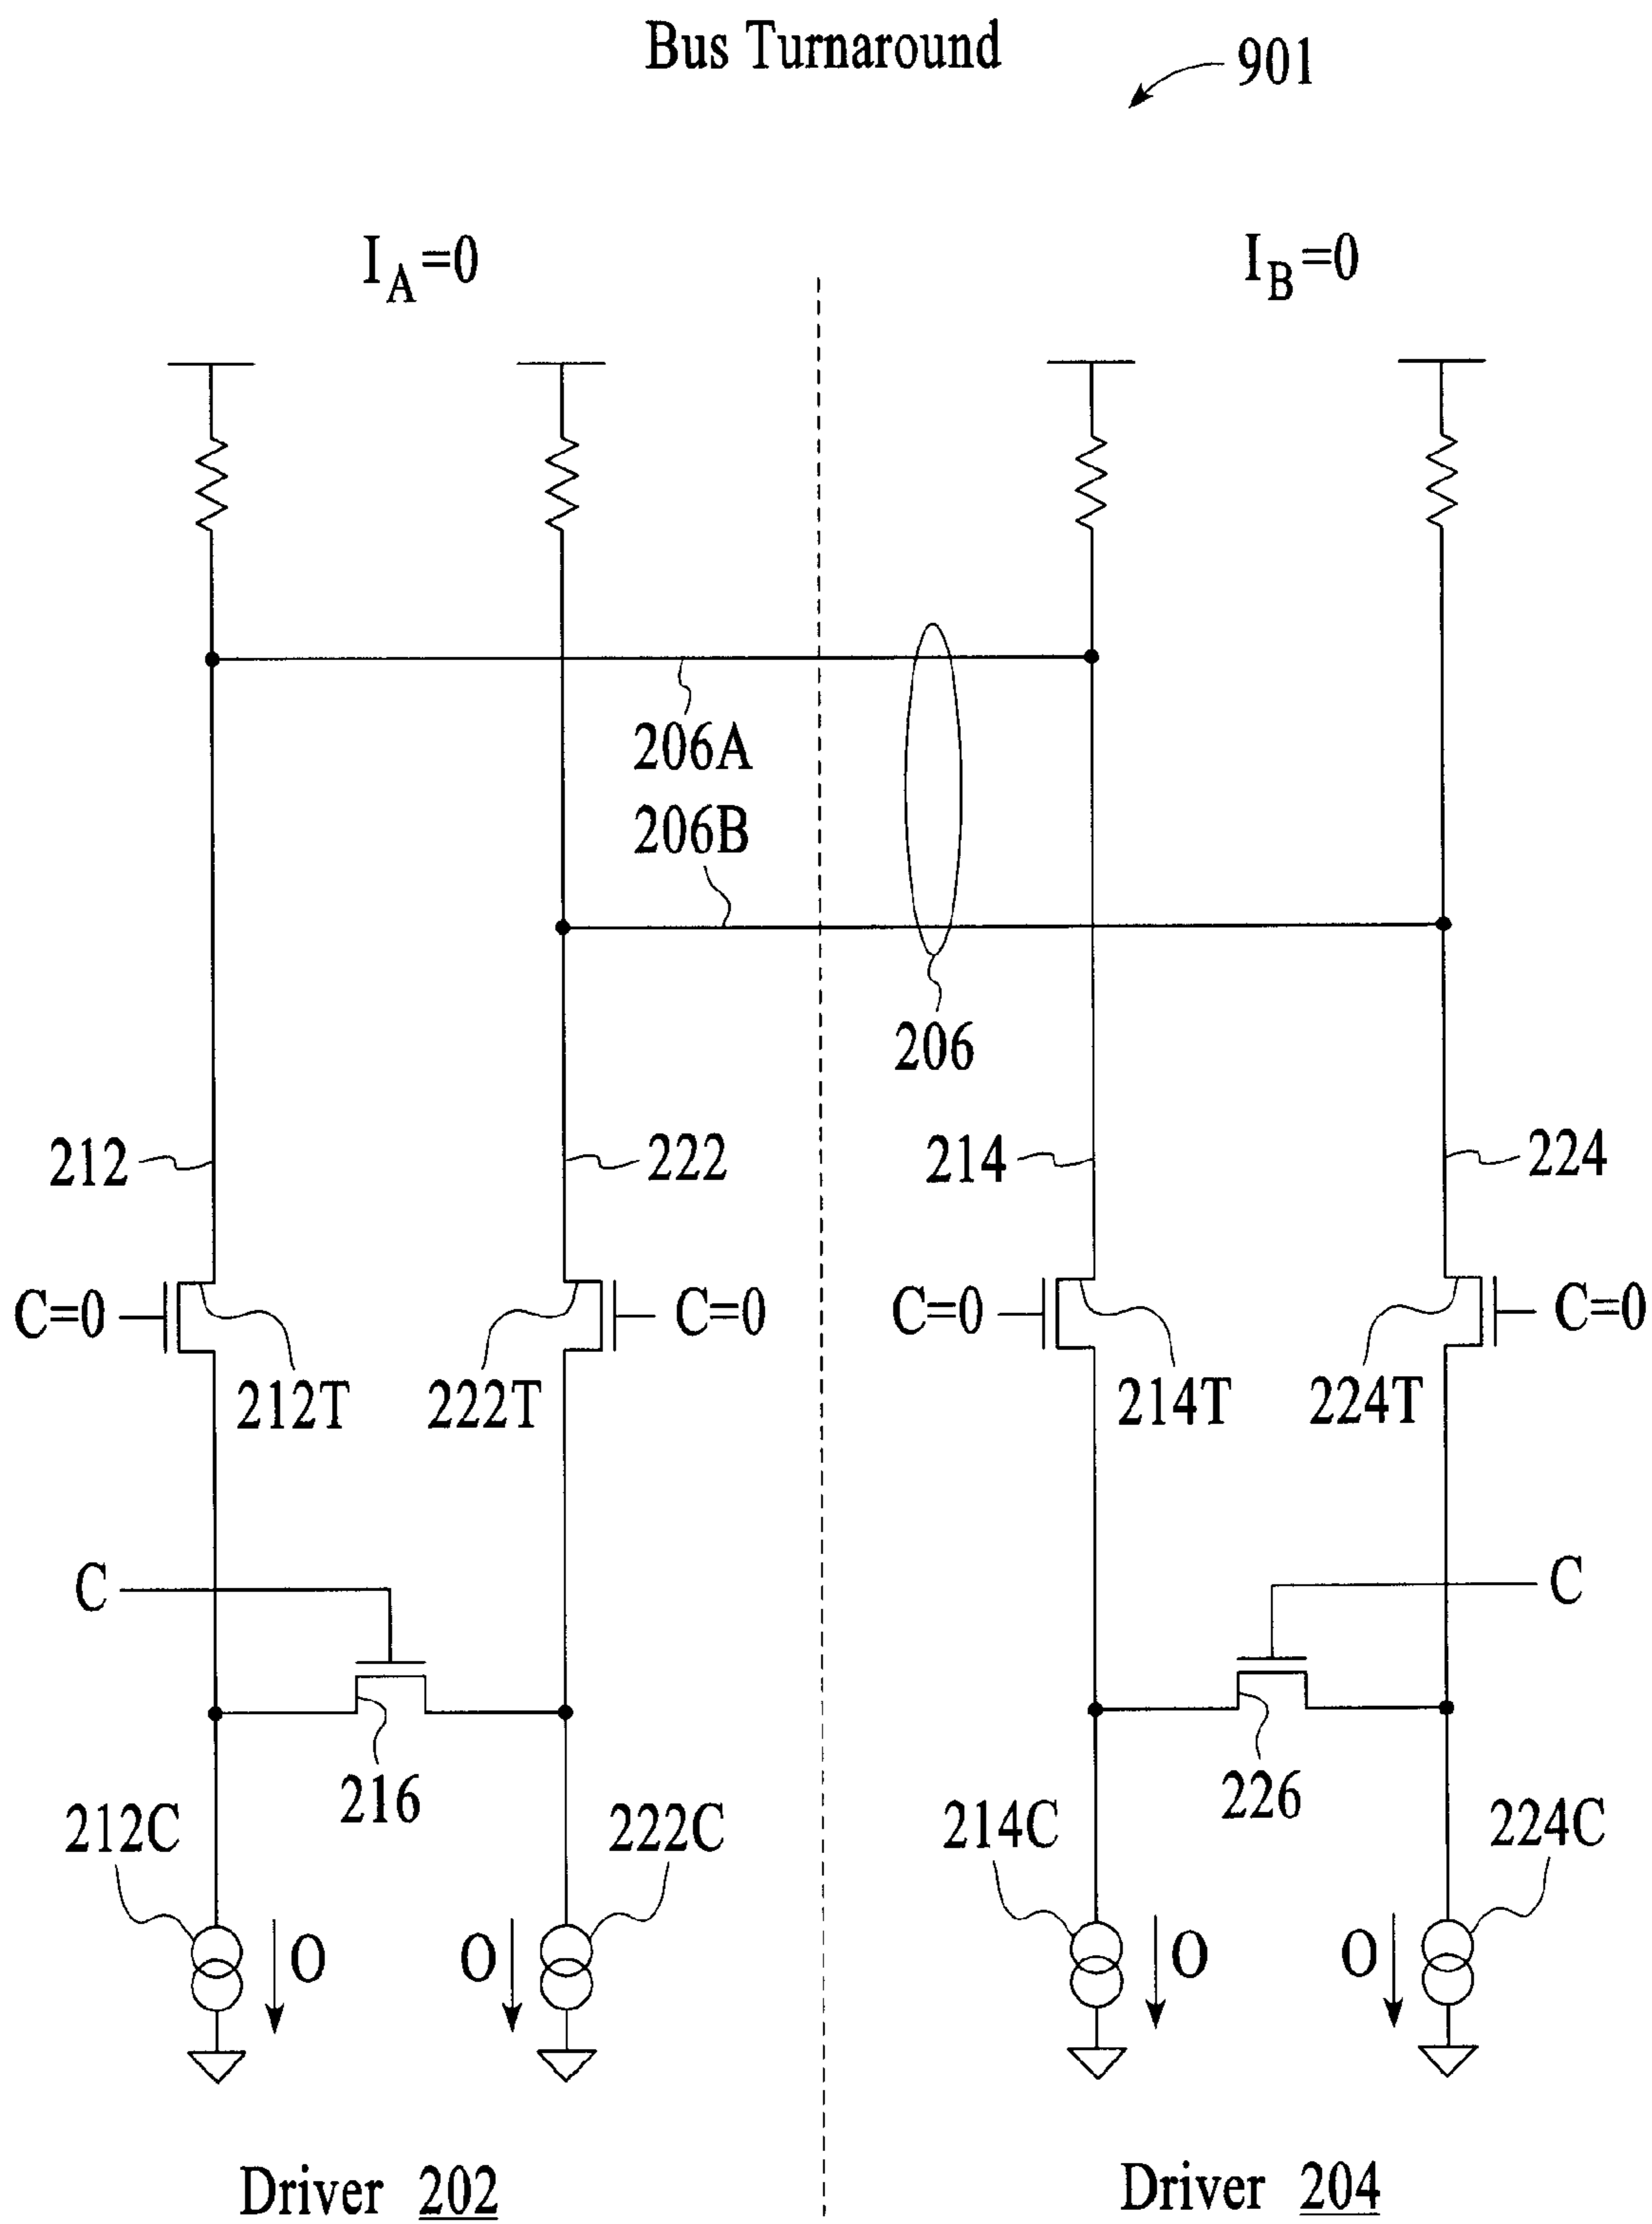 Bus Turnaround
901
I_A=0
I_B=0
206A
206B
206
212
222
214
224
C=0
C=0
C=0
C=0
212T
222T
214T
224T
C
C
216
226
212C
222C
214C
224C
O
O
O
O
Driver 202
Driver 204